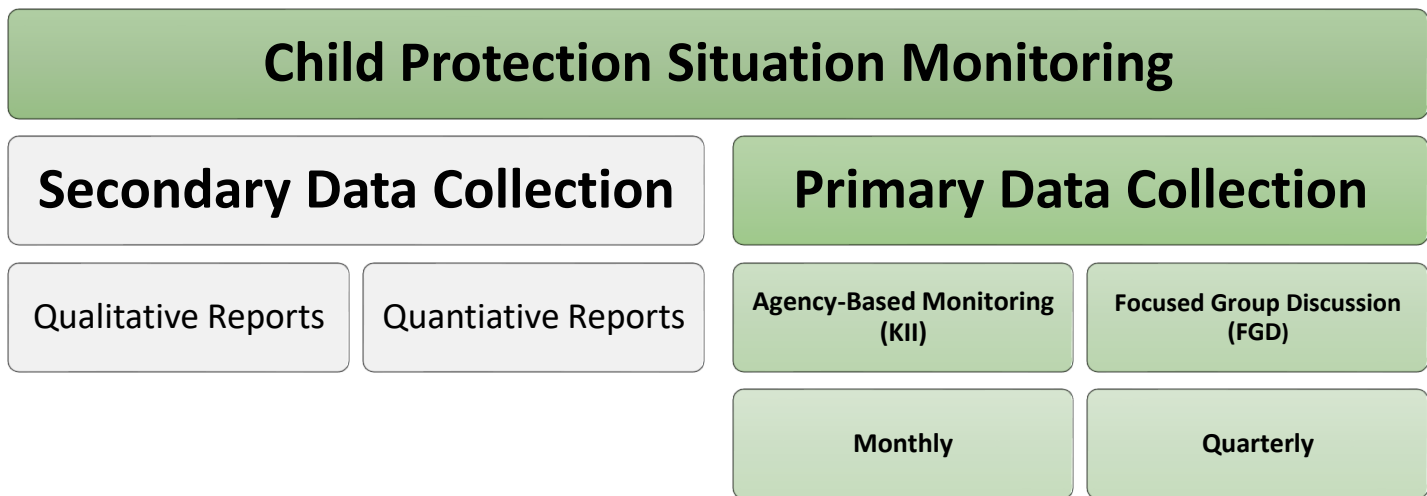 Child Protection Situation Monitoring
Secondary Data Collection
Primary Data Collection
Qualitative Reports
Quantiative Reports
Agency-Based Monitoring
(KII)
Focused Group Discussion
(FGD)
Monthly
Quarterly